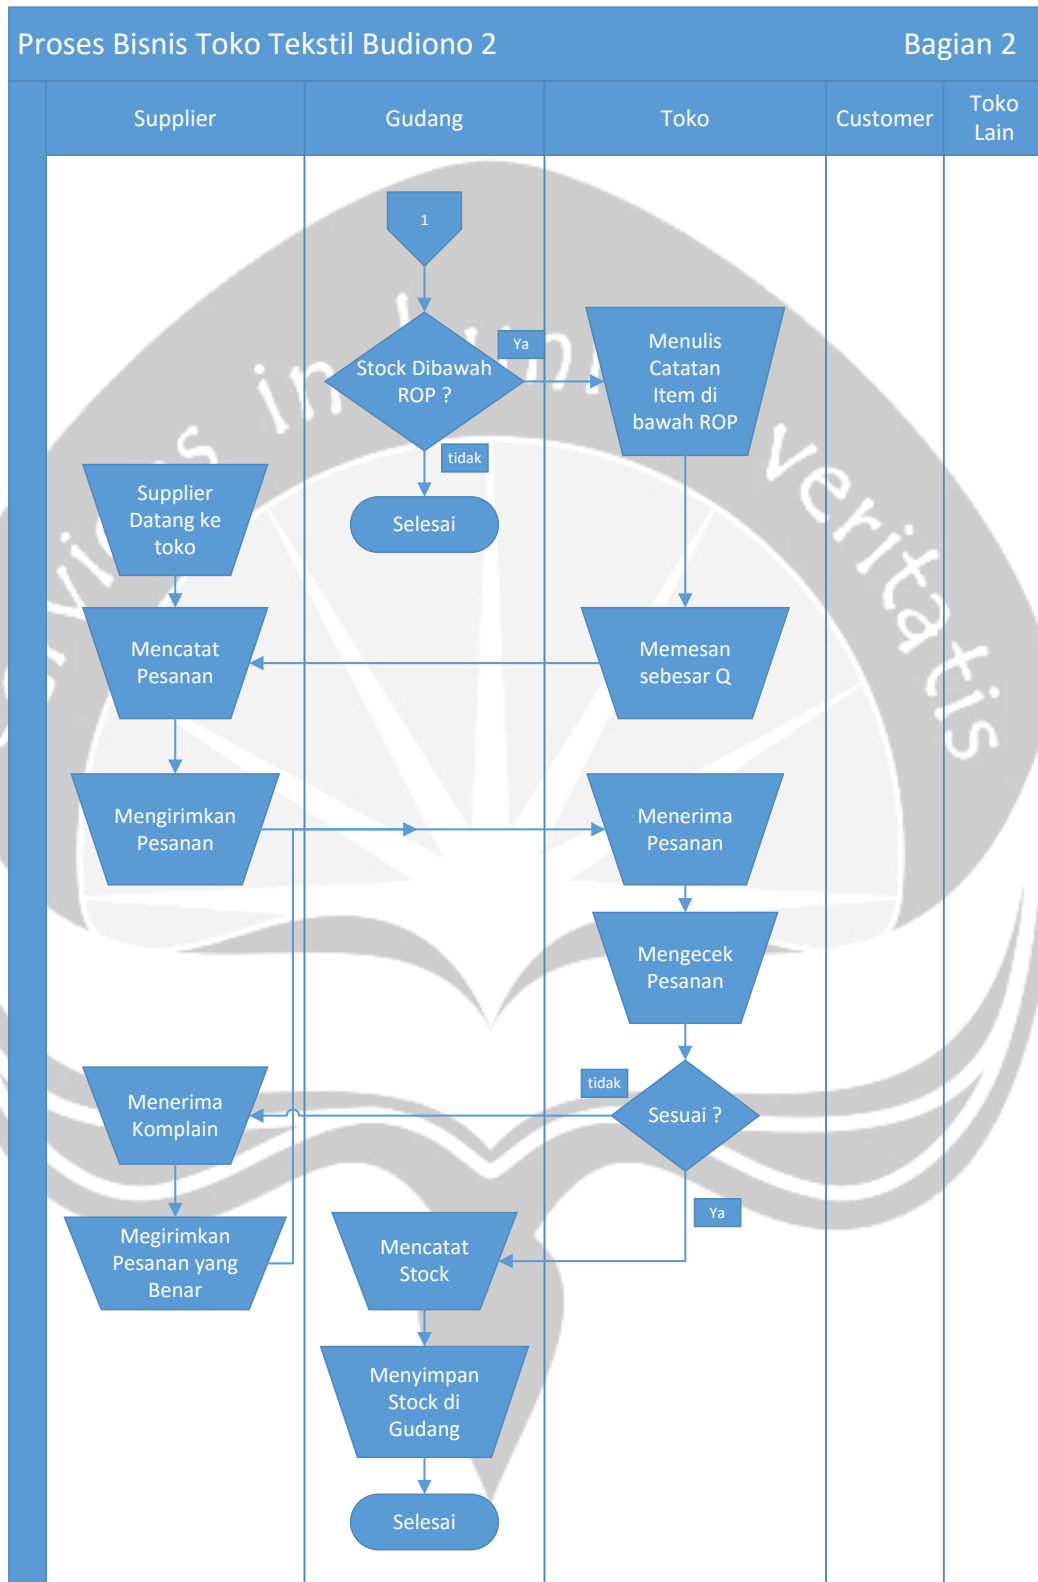 Proses Bisnis Toko Tekstil Budiono 2
Bagian 2
Supplier
Gudang
Toko
Customer
Toko
Lain
1
Stock Dibawah
ROP ?
Ya
tidak
Menulis
Catatan
Item di
bawah ROP
Selesai
Supplier
Datang ke
toko
Mencatat
Pesanan
Memesan
sebesar Q
Mengirimkan
Pesanan
Menerima
Pesanan
Mengecek
Pesanan
tidak
Sesuai ?
Ya
Menerima
Komplain
Megirimkan
Pesanan yang
Benar
Mencatat
Stock
Menyimpan
Stock di
Gudang
Selesai
in lumine veritatis